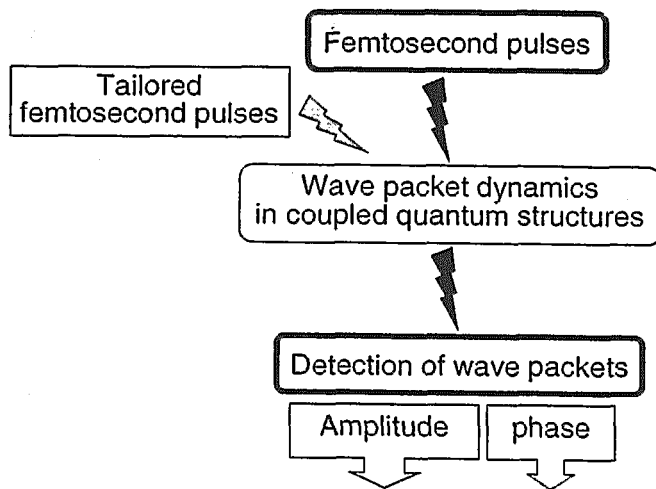 Femtosecond pulses
Tailored
femtosecond pulses
Wave packet dynamics
in coupled quantum structures
Detection of wave packets
Amplitude
phase